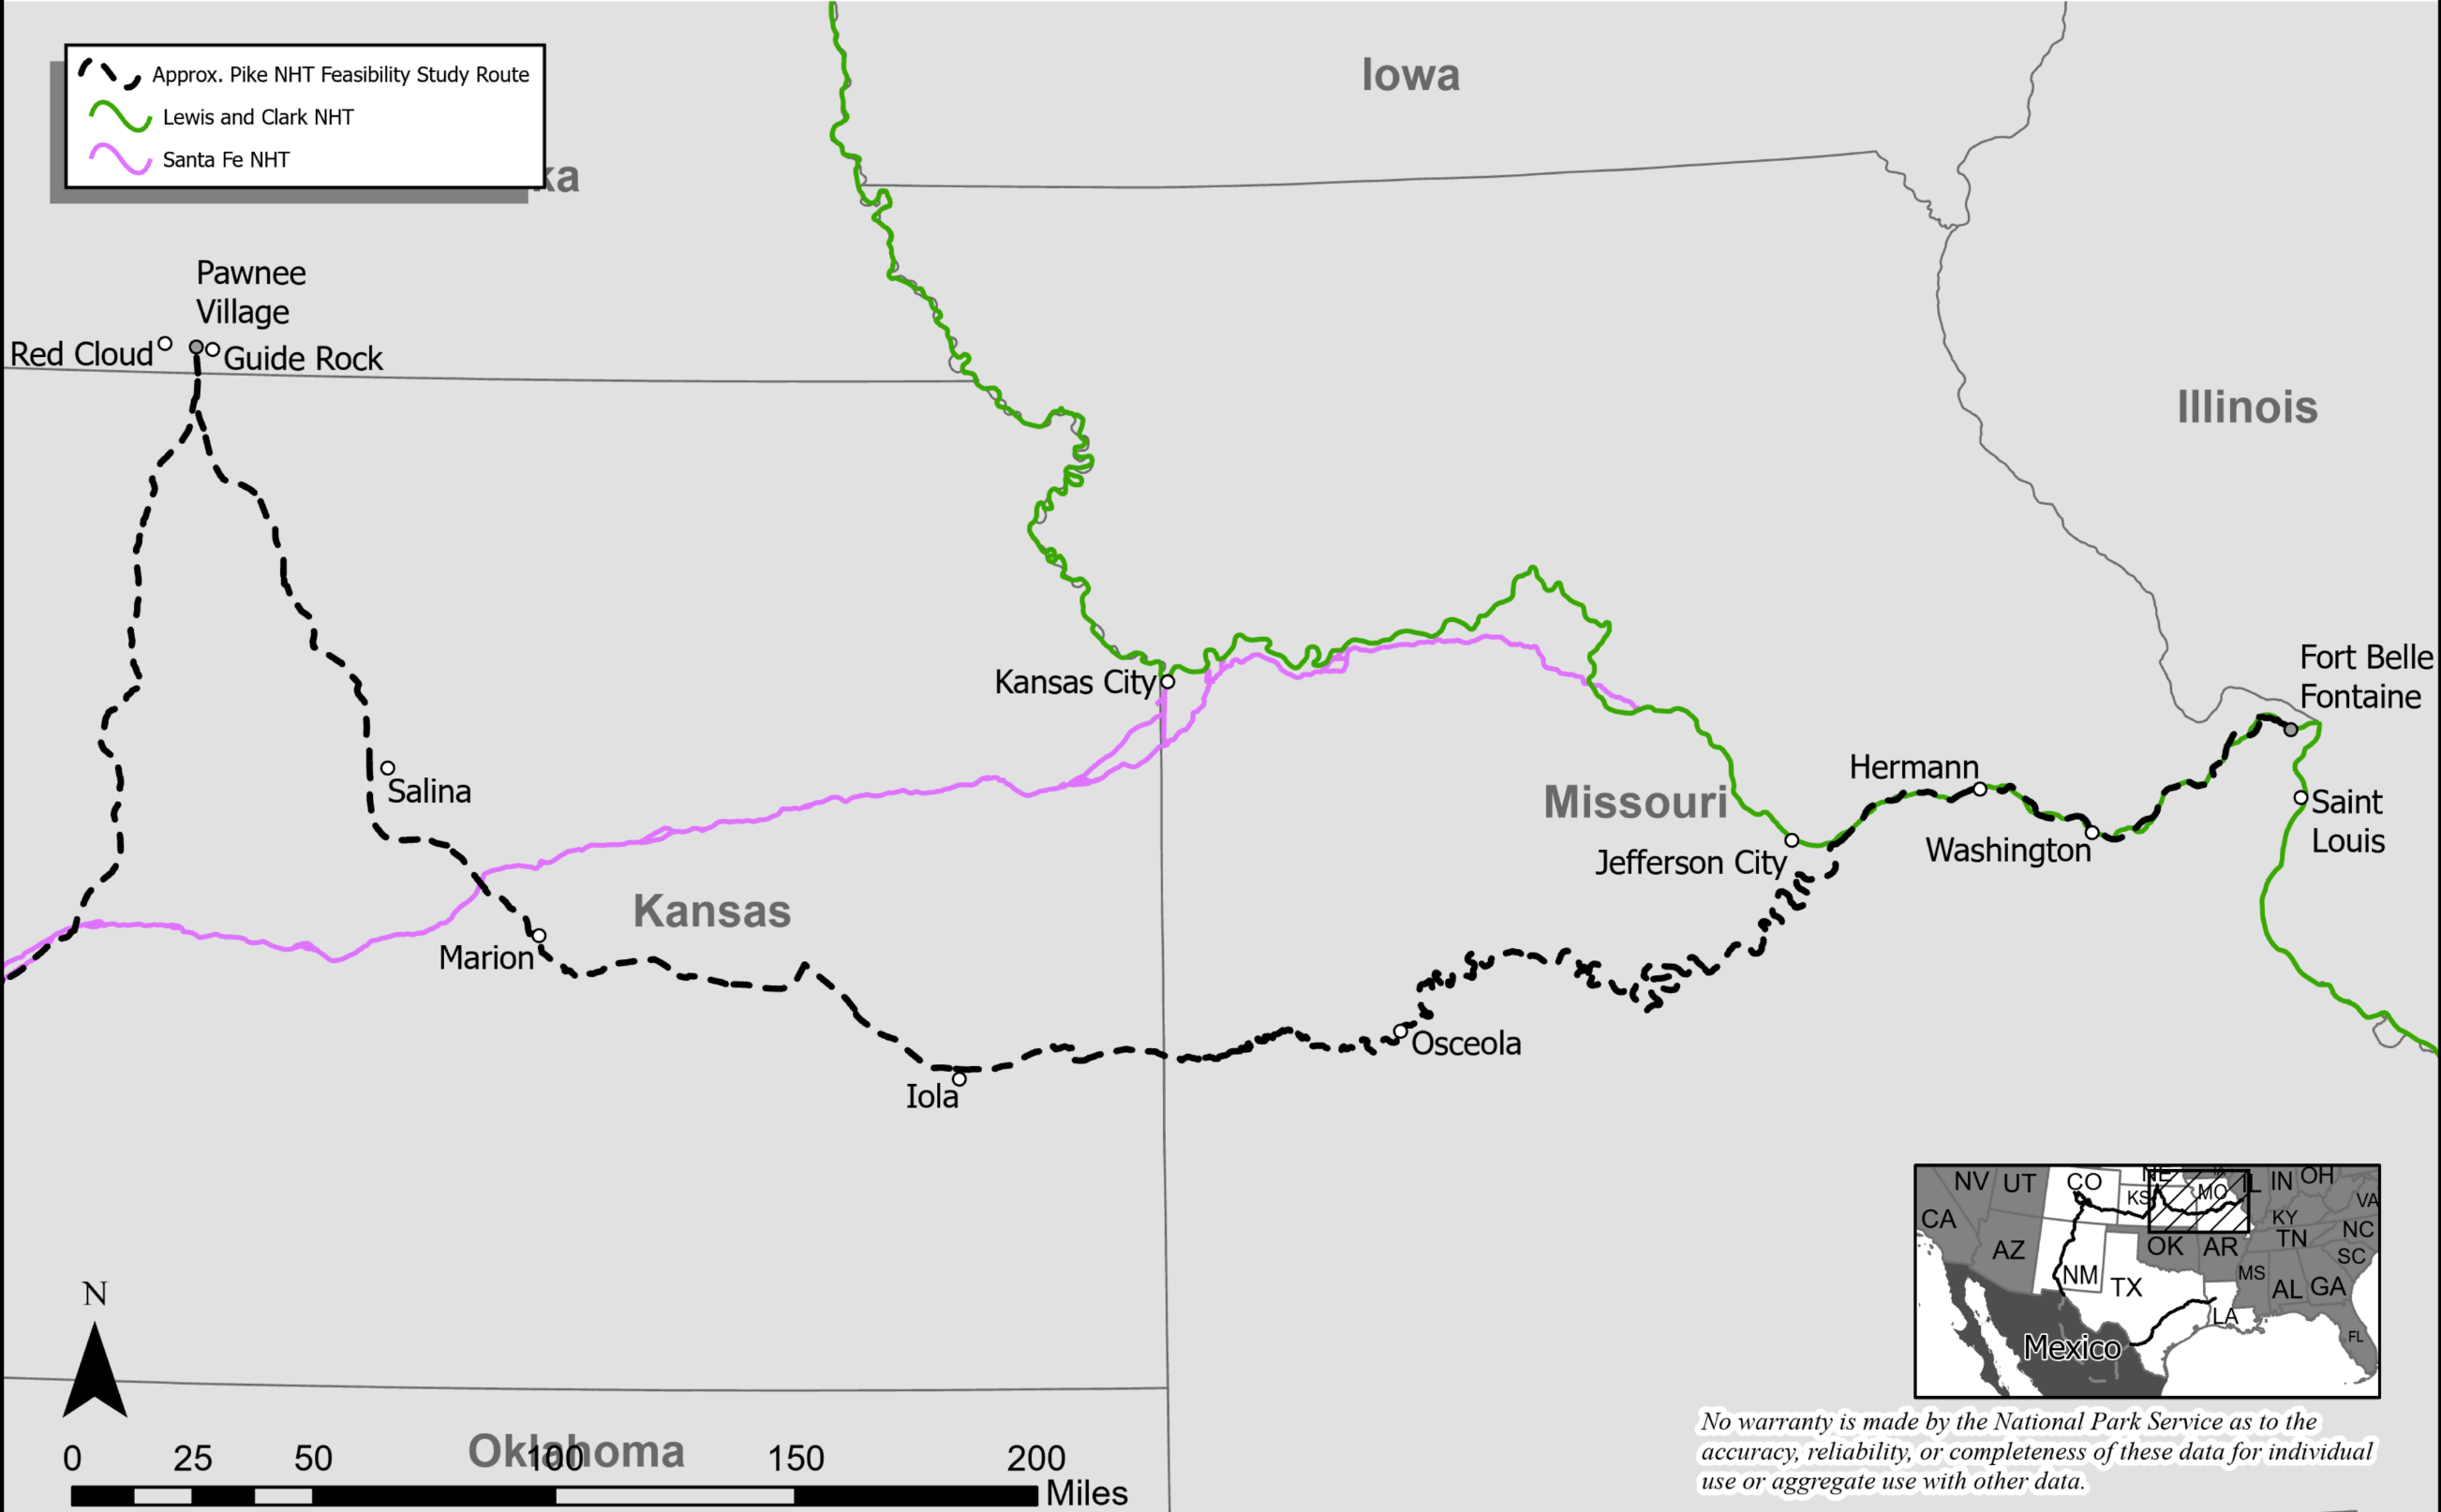 Iowa
Approx. Pike NHT Feasibility Study Route
Lewis and Clark NHT
Santa Fe NHT
ka
Pawnee
Village
Red Cloud
Guide Rock
Illinois
Fort Belle
Fontaine
Kansas City
Hermann
Salina
Missouri
Saint
Louis
Washington
Jefferson City
Kansas
Marion
Osceola
Iola
NV
UT
CO
NE
KS
MO
IA
IL
IN
OH
VA
CA
KY
NC
AZ
OK
AR
TN
SC
NM
TX
MS
AL
GA
LA
FL
Mexico
N
No warranty is made by the National Park Service as to the
accuracy, reliability, or completeness of these data for individual
use or aggregate use with other data.
Oklahoma
0 25 50 100 150 200
Miles